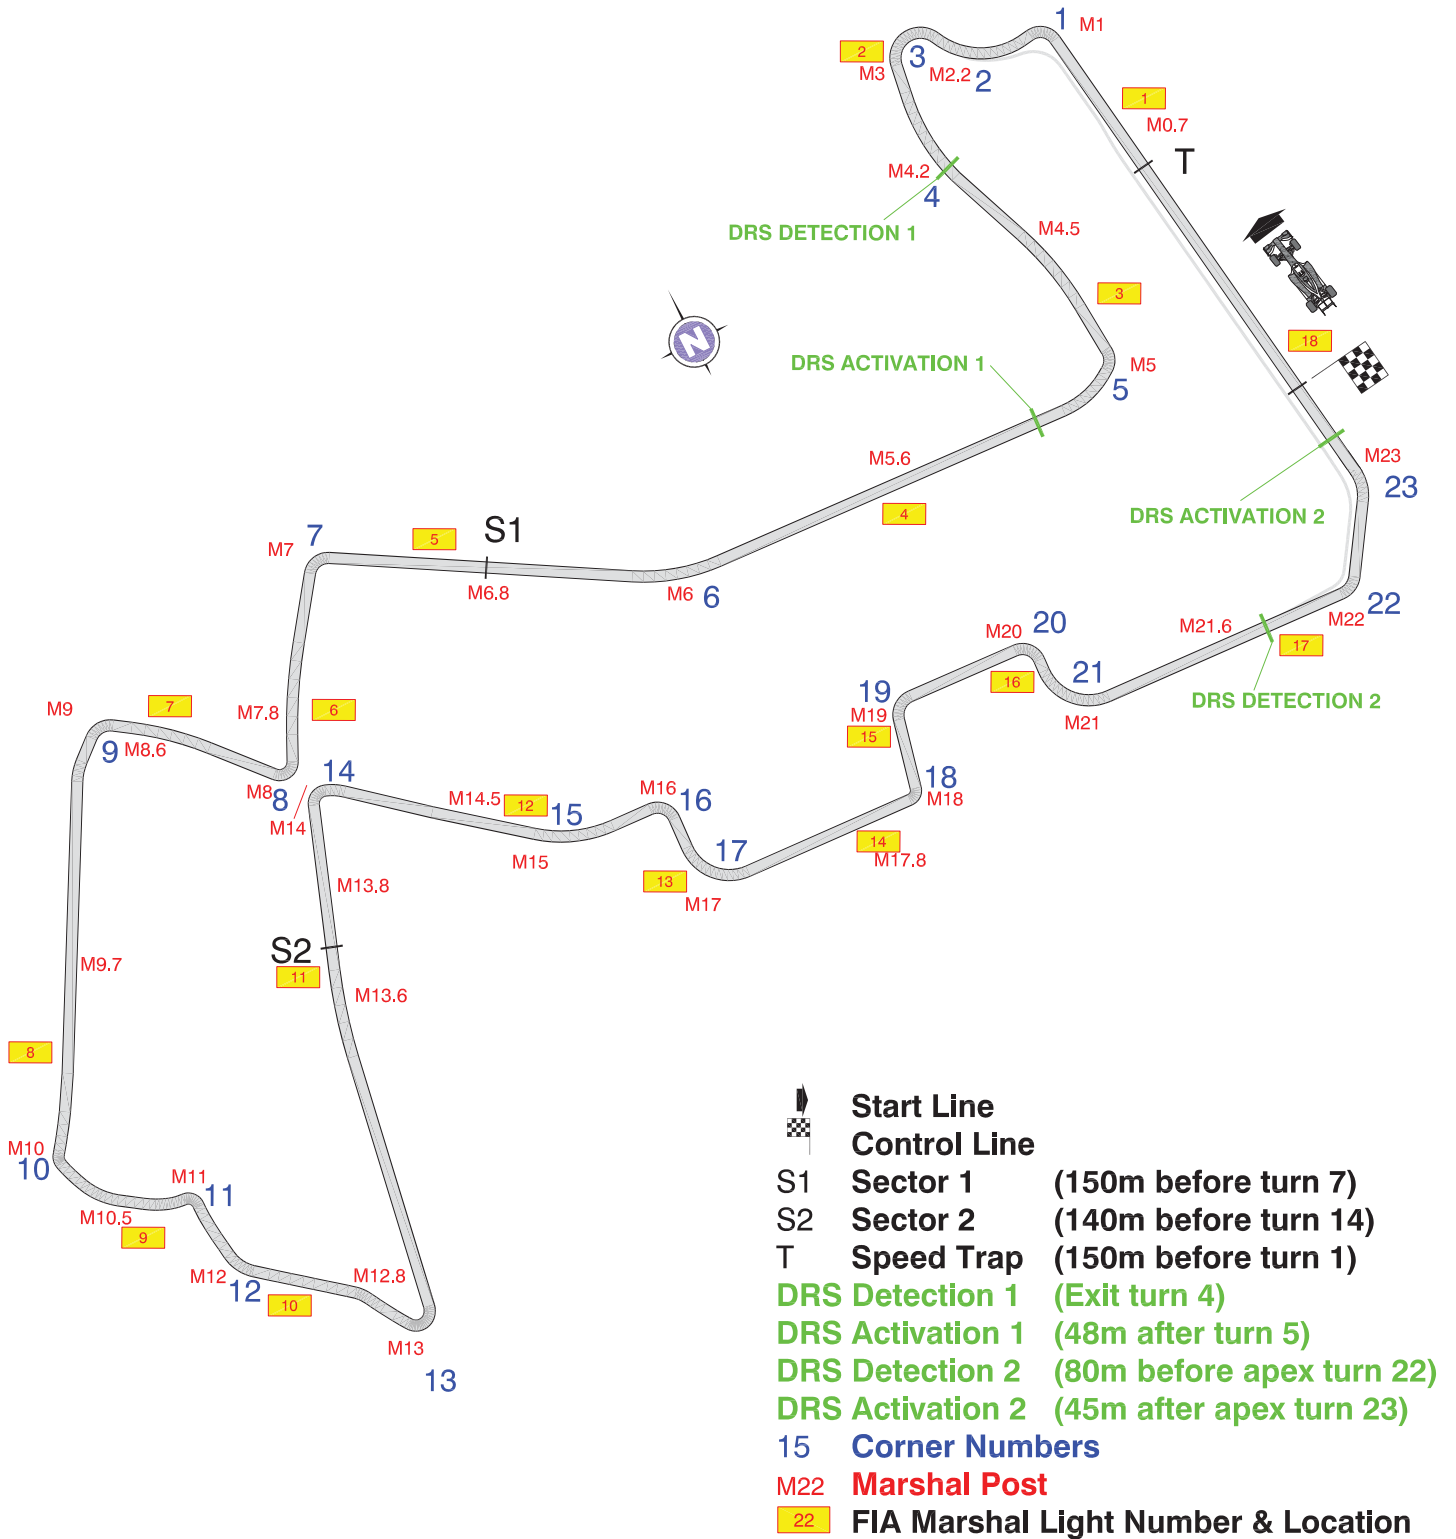 1 M1
2
3
M3
M2.2 2
1
M0.7
T
M4.2
4
DRS DETECTION 1
M4.5
3
N
18
DRS ACTIVATION 1
M5
5
M5.6
4
M23
23
DRS ACTIVATION 2
7
M7
5
S1
M6.8
M6 6
22
M22
M21.6
17
DRS DETECTION 2
20
M20
16
21
M21
19
M19
15
18
M18
M9
7
9 M8.6
M7.8
6
M8
8
14
M14
M14.5
12
15
M15
M16
16
17
13
M17
14
M17.8
M13.8
S2
11
M13.6
M9.7
8
M10
10
M11
11
M10.5
9
M12
12
10
M12.8
M13
13
Start Line
Control Line
S1 Sector 1 (150m before turn 7)
S2 Sector 2 (140m before turn 14)
T Speed Trap (150m before turn 1)
DRS Detection 1 (Exit turn 4)
DRS Activation 1 (48m after turn 5)
DRS Detection 2 (80m before apex turn 22)
DRS Activation 2 (45m after apex turn 23)
15 Corner Numbers
M22 Marshal Post
22 FIA Marshal Light Number & Location